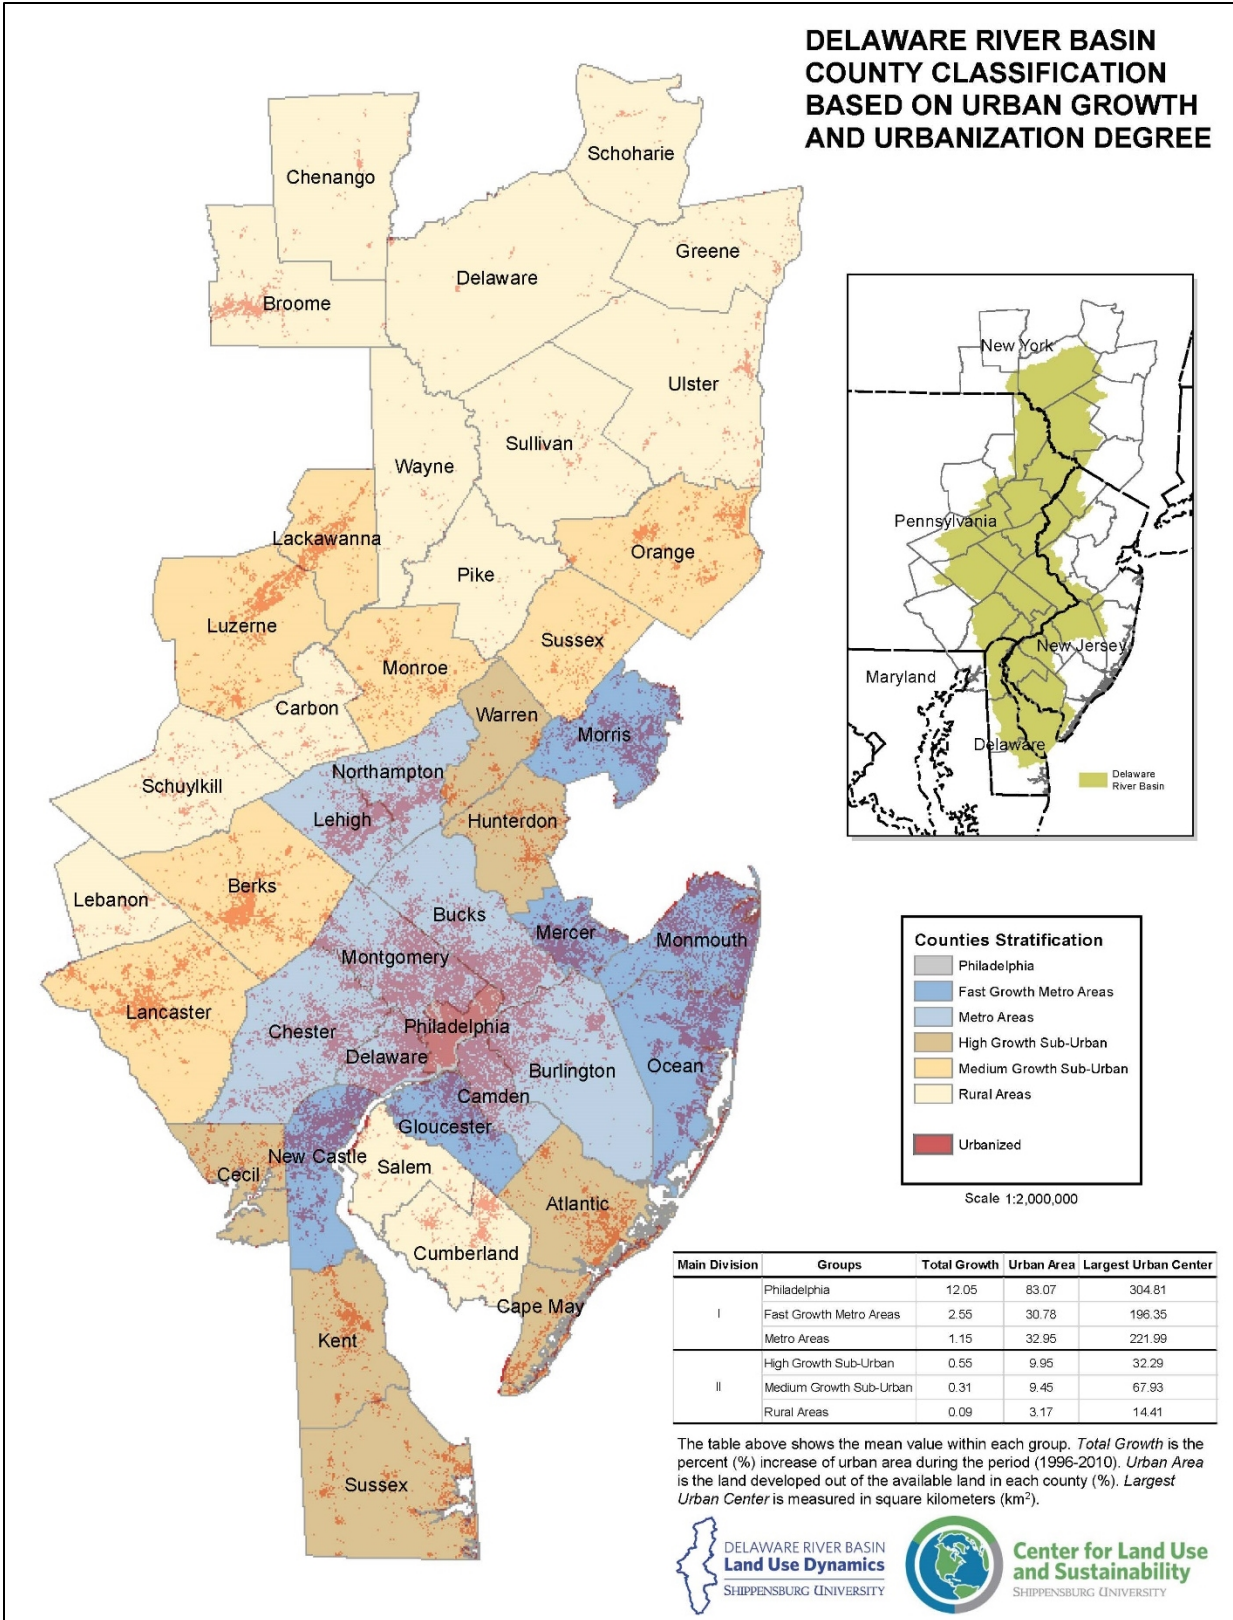 DELAWARE RIVER BASIN
COUNTY CLASSIFICATION
BASED ON URBAN GROWTH
AND URBANIZATION DEGREE
Schoharie
Chenango
Greene
Delaware
Broome
Ulster
Sullivan
Wayne
Lackawanna
Orange
Pike
Luzerne
Sussex
Monroe
Carbon
Warren
Morris
Northampton
Schuylkill
Lehigh
Hunterdon
Berks
Lebanon
Bucks
Mercer
Monmouth
Montgomery
Lancaster
Chester
Philadelphia
Delaware
Ocean
Burlington
Camden
Gloucester
New Castle
Salem
Cecil
Atlantic
Cumberland
Cape May
Kent
Sussex
New York
Pennsylvania
New Jersey
Maryland
Delaware
Delaware
River Basin
Counties Stratification
Philadelphia
Fast Growth Metro Areas
Metro Areas
High Growth Sub-Urban
Medium Growth Sub-Urban
Rural Areas
Urbanized
Scale 1:2,000,000
Main Division Groups Total Growth Urban Area Largest Urban Center
Philadelphia 12.05 83.07 304.81
I Fast Growth Metro Areas 2.55 30.78 196.35
Metro Areas 1.15 32.95 221.99
High Growth Sub-Urban 0.55 9.95 32.29
II Medium Growth Sub-Urban 0.31 9.45 67.93
Rural Areas 0.09 3.17 14.41
The table above shows the mean value within each group. Total Growth is the
percent (%) increase of urban area during the period (1996-2010). Urban Area
is the land developed out of the available land in each county (%). Largest
Urban Center is measured in square kilometers (km²).
DELAWARE RIVER BASIN
Land Use Dynamics
SHIPPENSBURG UNIVERSITY
Center for Land Use
and Sustainability
SHIPPENSBURG UNIVERSITY